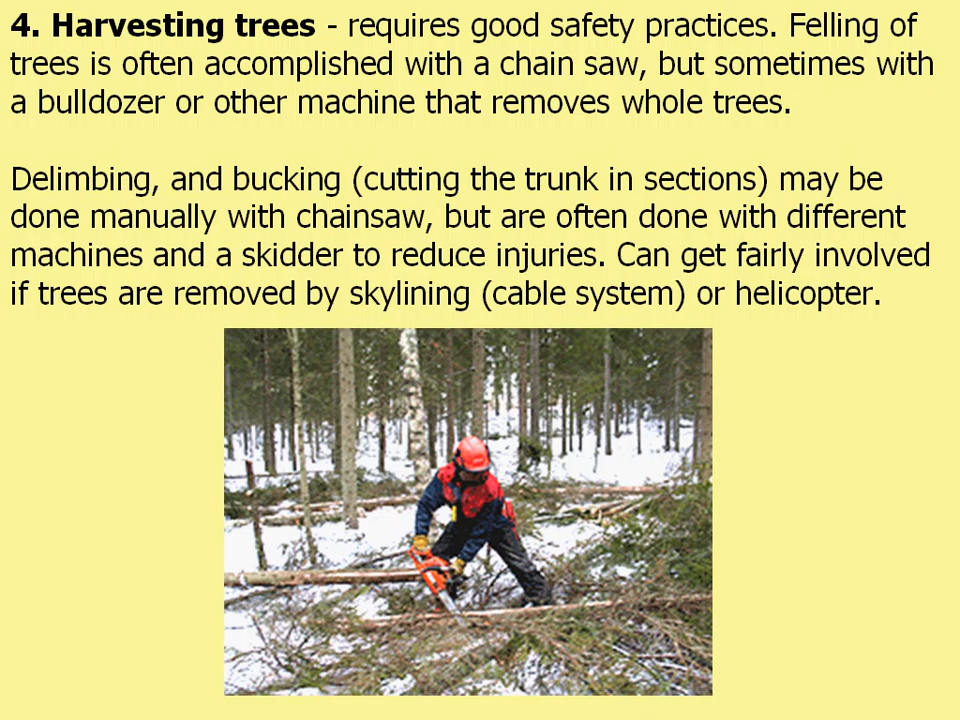 4. Harvesting trees - requires good safety practices. Felling of
trees is often accomplished with a chain saw, but sometimes with
a bulldozer or other machine that removes whole trees.
Delimbing, and bucking (cutting the trunk in sections) may be
done manually with chainsaw, but are often done with different
machines and a skidder to reduce injuries. Can get fairly involved
if trees are removed by skylining (cable system) or helicopter.